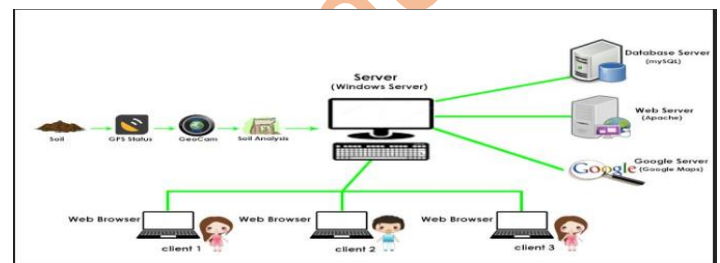 Database Server
(mySQL)
Server
(Windows Server)
Web Server
(Apache)
Soil
GPS Status
GeoCam
Soil Analysis
Google Server
Google (Google Maps)
Web Browser
Web Browser
Web Browser
client 1
client 2
client 3